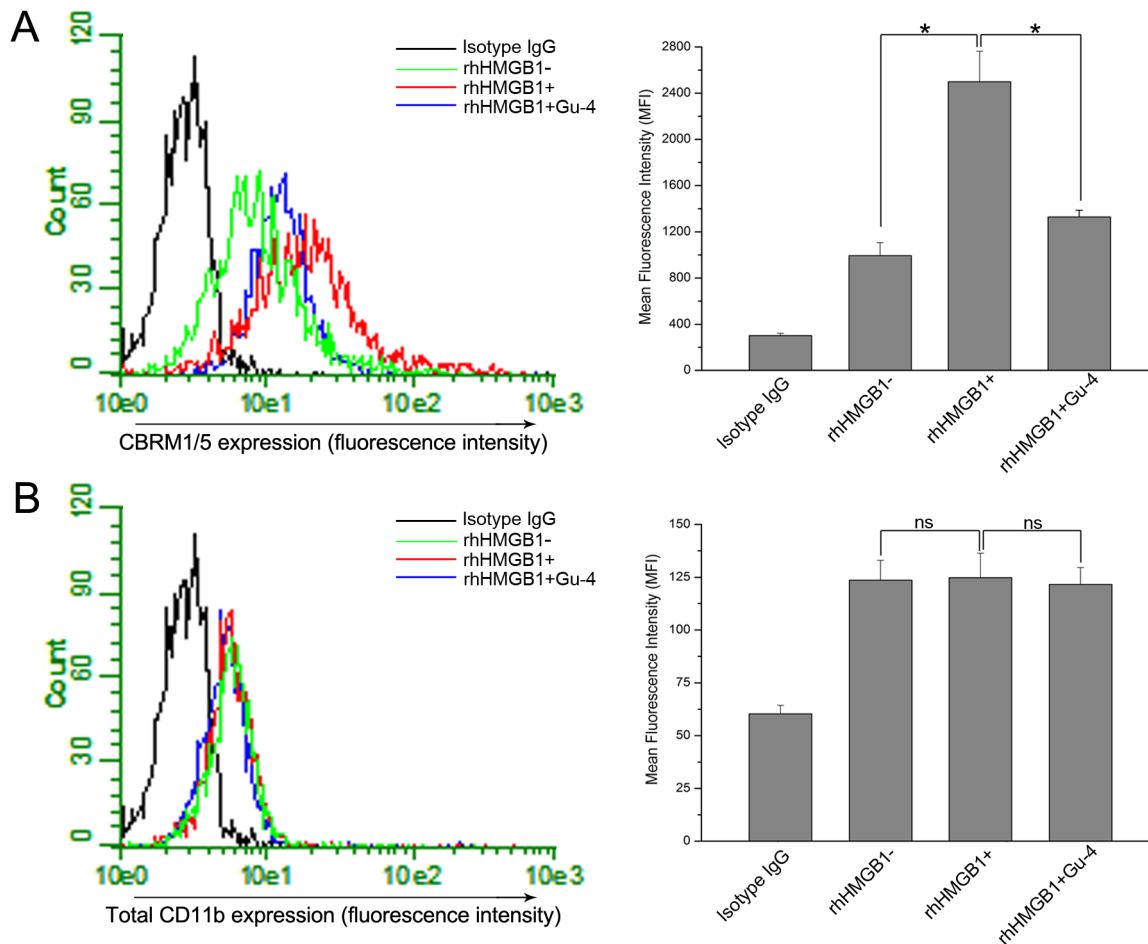 A
120
90
60
30
0
Count
10e0 10e1 10e2 10e3
CBRM1/5 expression (fluorescence intensity)
Isotype IgG
rhHMGB1-
rhHMGB1+
rhHMGB1+Gu-4
* *
2800
2400
2000
1600
1200
800
400
0
Mean Fluorescence Intensity (MFI)
Isotype IgG
rhHMGB1-
rhHMGB1+
rhHMGB1+Gu-4
B
120
90
60
30
0
Count
10e0 10e1 10e2 10e3
Total CD11b expression (fluorescence intensity)
Isotype IgG
rhHMGB1-
rhHMGB1+
rhHMGB1+Gu-4
ns ns
150
125
100
75
50
25
0
Mean Fluorescence Intensity (MFI)
Isotype IgG
rhHMGB1-
rhHMGB1+
rhHMGB1+Gu-4